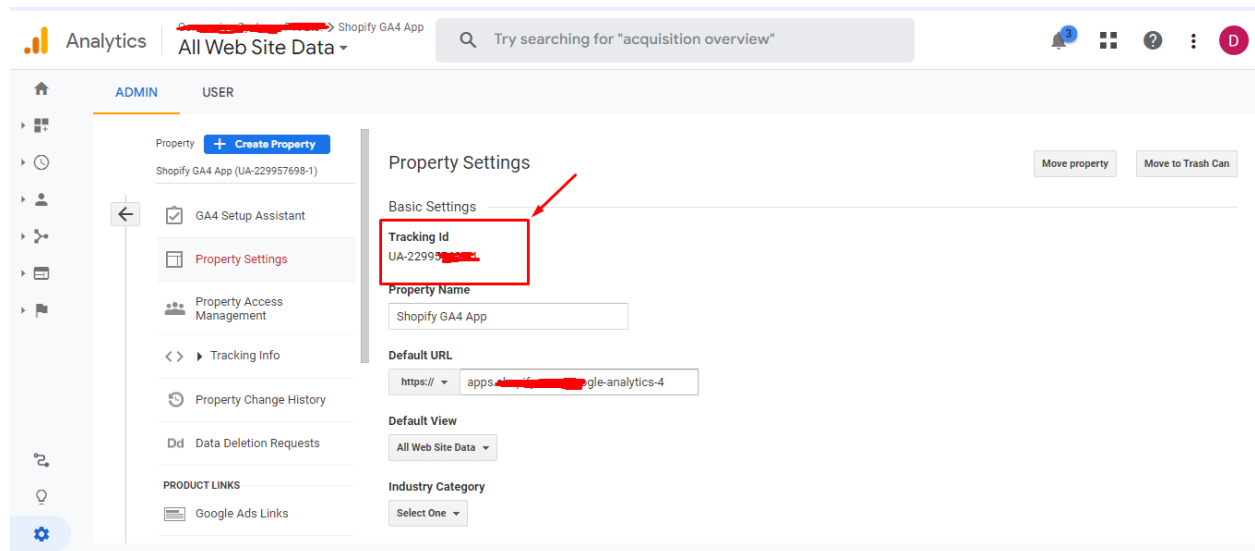 Analytics
Shopify GA4 App
All Web Site Data
Try searching for "acquisition overview"
3
D
ADMIN USER
Property + Create Property
Shopify GA4 App (UA-229957698-1)
GA4 Setup Assistant
Property Settings
Property Access
Management
Tracking Info
Property Change History
Dd Data Deletion Requests
PRODUCT LINKS
Google Ads Links
Property Settings
Move property Move to Trash Can
Basic Settings
Tracking Id
UA-22995
Property Name
Shopify GA4 App
Default URL
https:// apps ogle-analytics-4
Default View
All Web Site Data
Industry Category
Select One